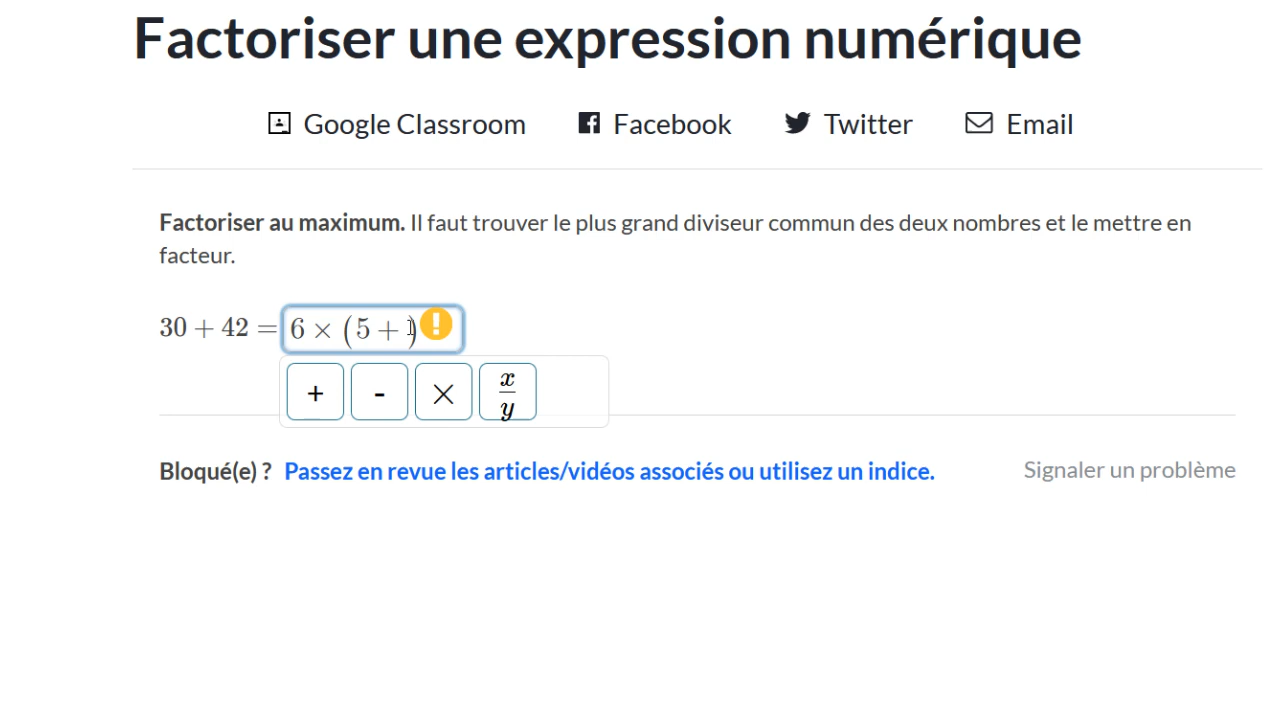 Factoriser une expression numérique
Google Classroom Facebook Twitter Email
Factoriser au maximum. Il faut trouver le plus grand diviseur commun des deux nombres et le mettre en
facteur.
30 + 42 = 6 × (5 + )
+ - × x/y
Bloqué(e) ? Passez en revue les articles/vidéos associés ou utilisez un indice. Signaler un problème